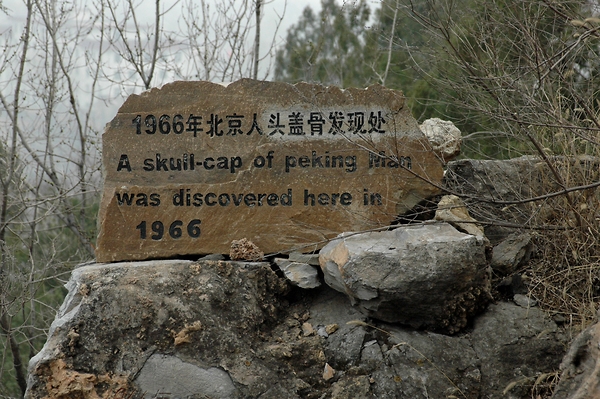 1966年北京人头盖骨发现处
A skull-cap of peking Man
was discovered here in
1966